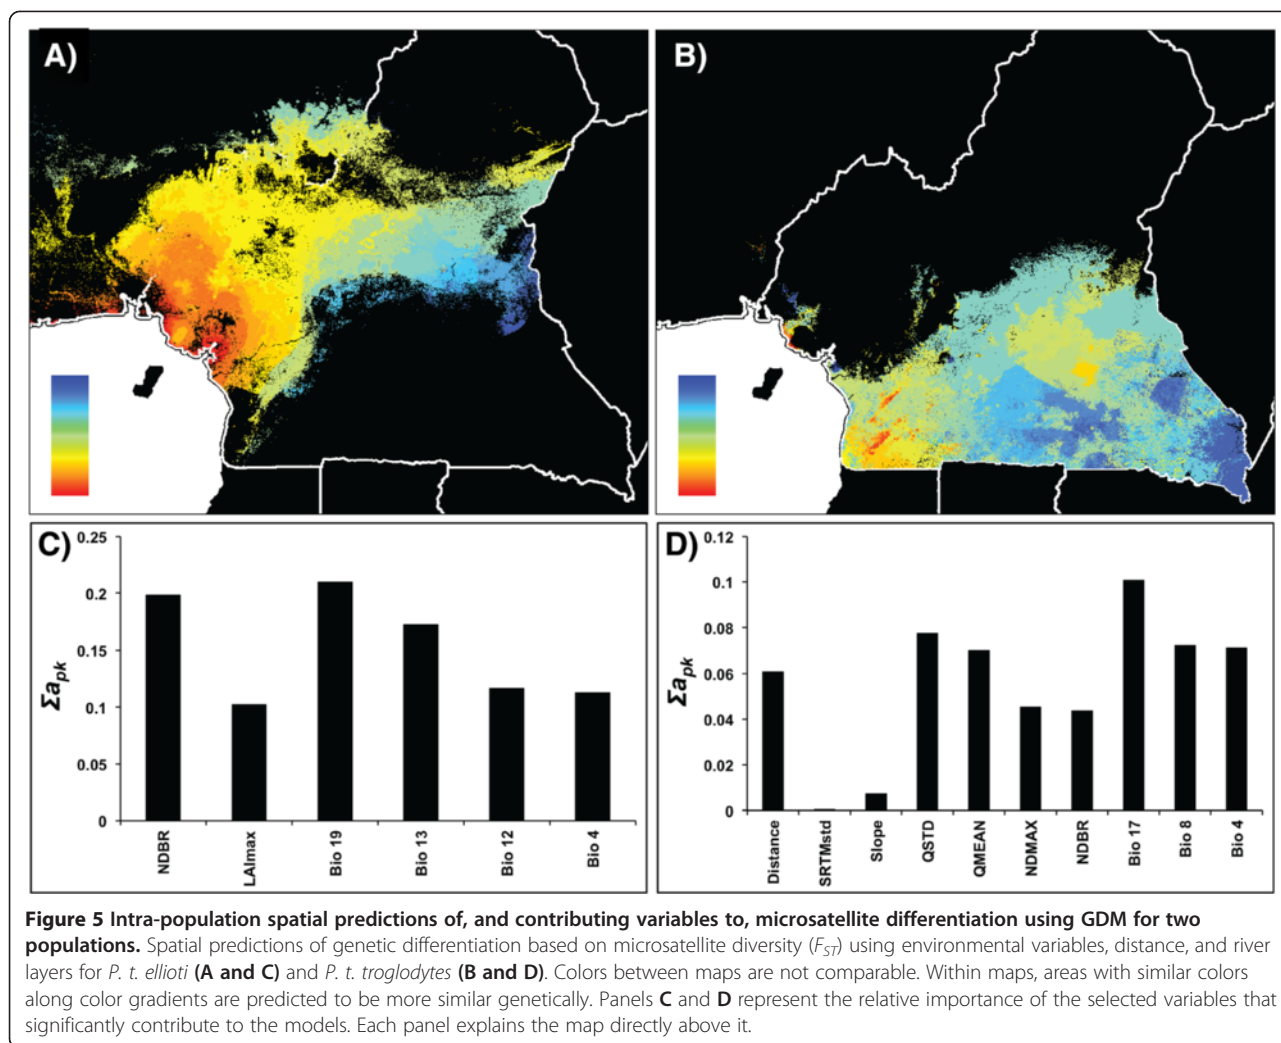 A)
B)
C)
0.25
0.2
0.15
0.1
0.05
0
Σapk
NDBR
LAImax
Bio 19
Bio 13
Bio 12
Bio 4
D)
0.12
0.1
0.08
0.06
0.04
0.02
0
Σapk
Distance
SRTMstd
Slope
QSTD
QMEAN
NDMAX
NDBR
Bio 17
Bio 8
Bio 4
Figure 5 Intra-population spatial predictions of, and contributing variables to, microsatellite differentiation using GDM for two
populations. Spatial predictions of genetic differentiation based on microsatellite diversity (FST) using environmental variables, distance, and river
layers for P. t. ellioti (A and C) and P. t. troglodytes (B and D). Colors between maps are not comparable. Within maps, areas with similar colors
along color gradients are predicted to be more similar genetically. Panels C and D represent the relative importance of the selected variables that
significantly contribute to the models. Each panel explains the map directly above it.